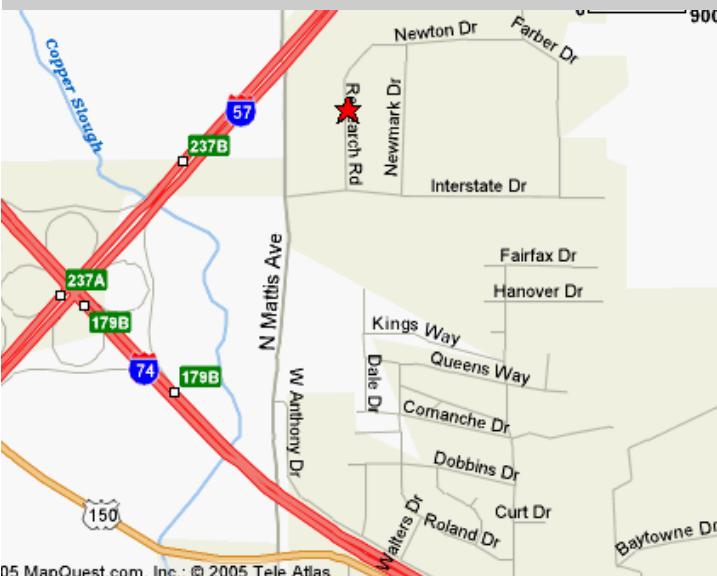 0 900
Newton Dr
Farber Dr
Copper Slough
57
Research Rd
Newmark Dr
237B
Interstate Dr
N Mattis Ave
Fairfax Dr
237A
Hanover Dr
179B
Kings Way
74
179B
Dale Dr
Queens Way
W Anthony Dr
Comanche Dr
Dobbins Dr
150
Curt Dr
Walters Dr
Roland Dr
Baytowne Dr
05 MapQuest.com, Inc.; © 2005 Tele Atlas